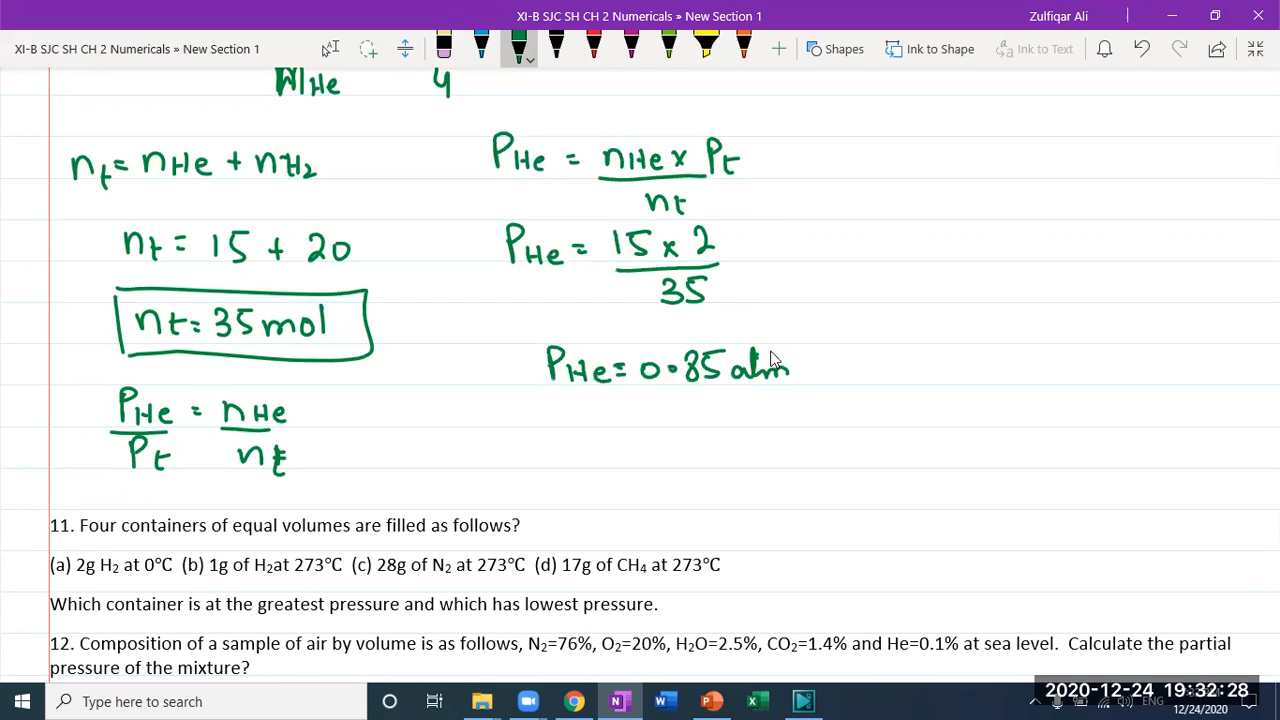 XI-B SJC SH CH 2 Numericals » New Section 1
Zulfiqar Ali
XI-B SJC SH CH 2 Numericals » New Section 1
Shapes
Ink to Shape
Ink to Text
He 4
nt = nHe + nH2
nt = 15 + 20
nt = 35 mol
PHe = nHe
Pt nt
PHe = nHe x Pt
nt
PHe = 15 x 2
35
PHe = 0.85 atm
11. Four containers of equal volumes are filled as follows?
(a) 2g H₂ at 0°C (b) 1g of H₂at 273°C (c) 28g of N₂ at 273°C (d) 17g of CH₄ at 273°C
Which container is at the greatest pressure and which has lowest pressure.
12. Composition of a sample of air by volume is as follows, N₂=76%, O₂=20%, H₂O=2.5%, CO₂=1.4% and He=0.1% at sea level. Calculate the partial
pressure of the mixture?
Type here to search
2020-12-24 19:32:28
12/24/2020